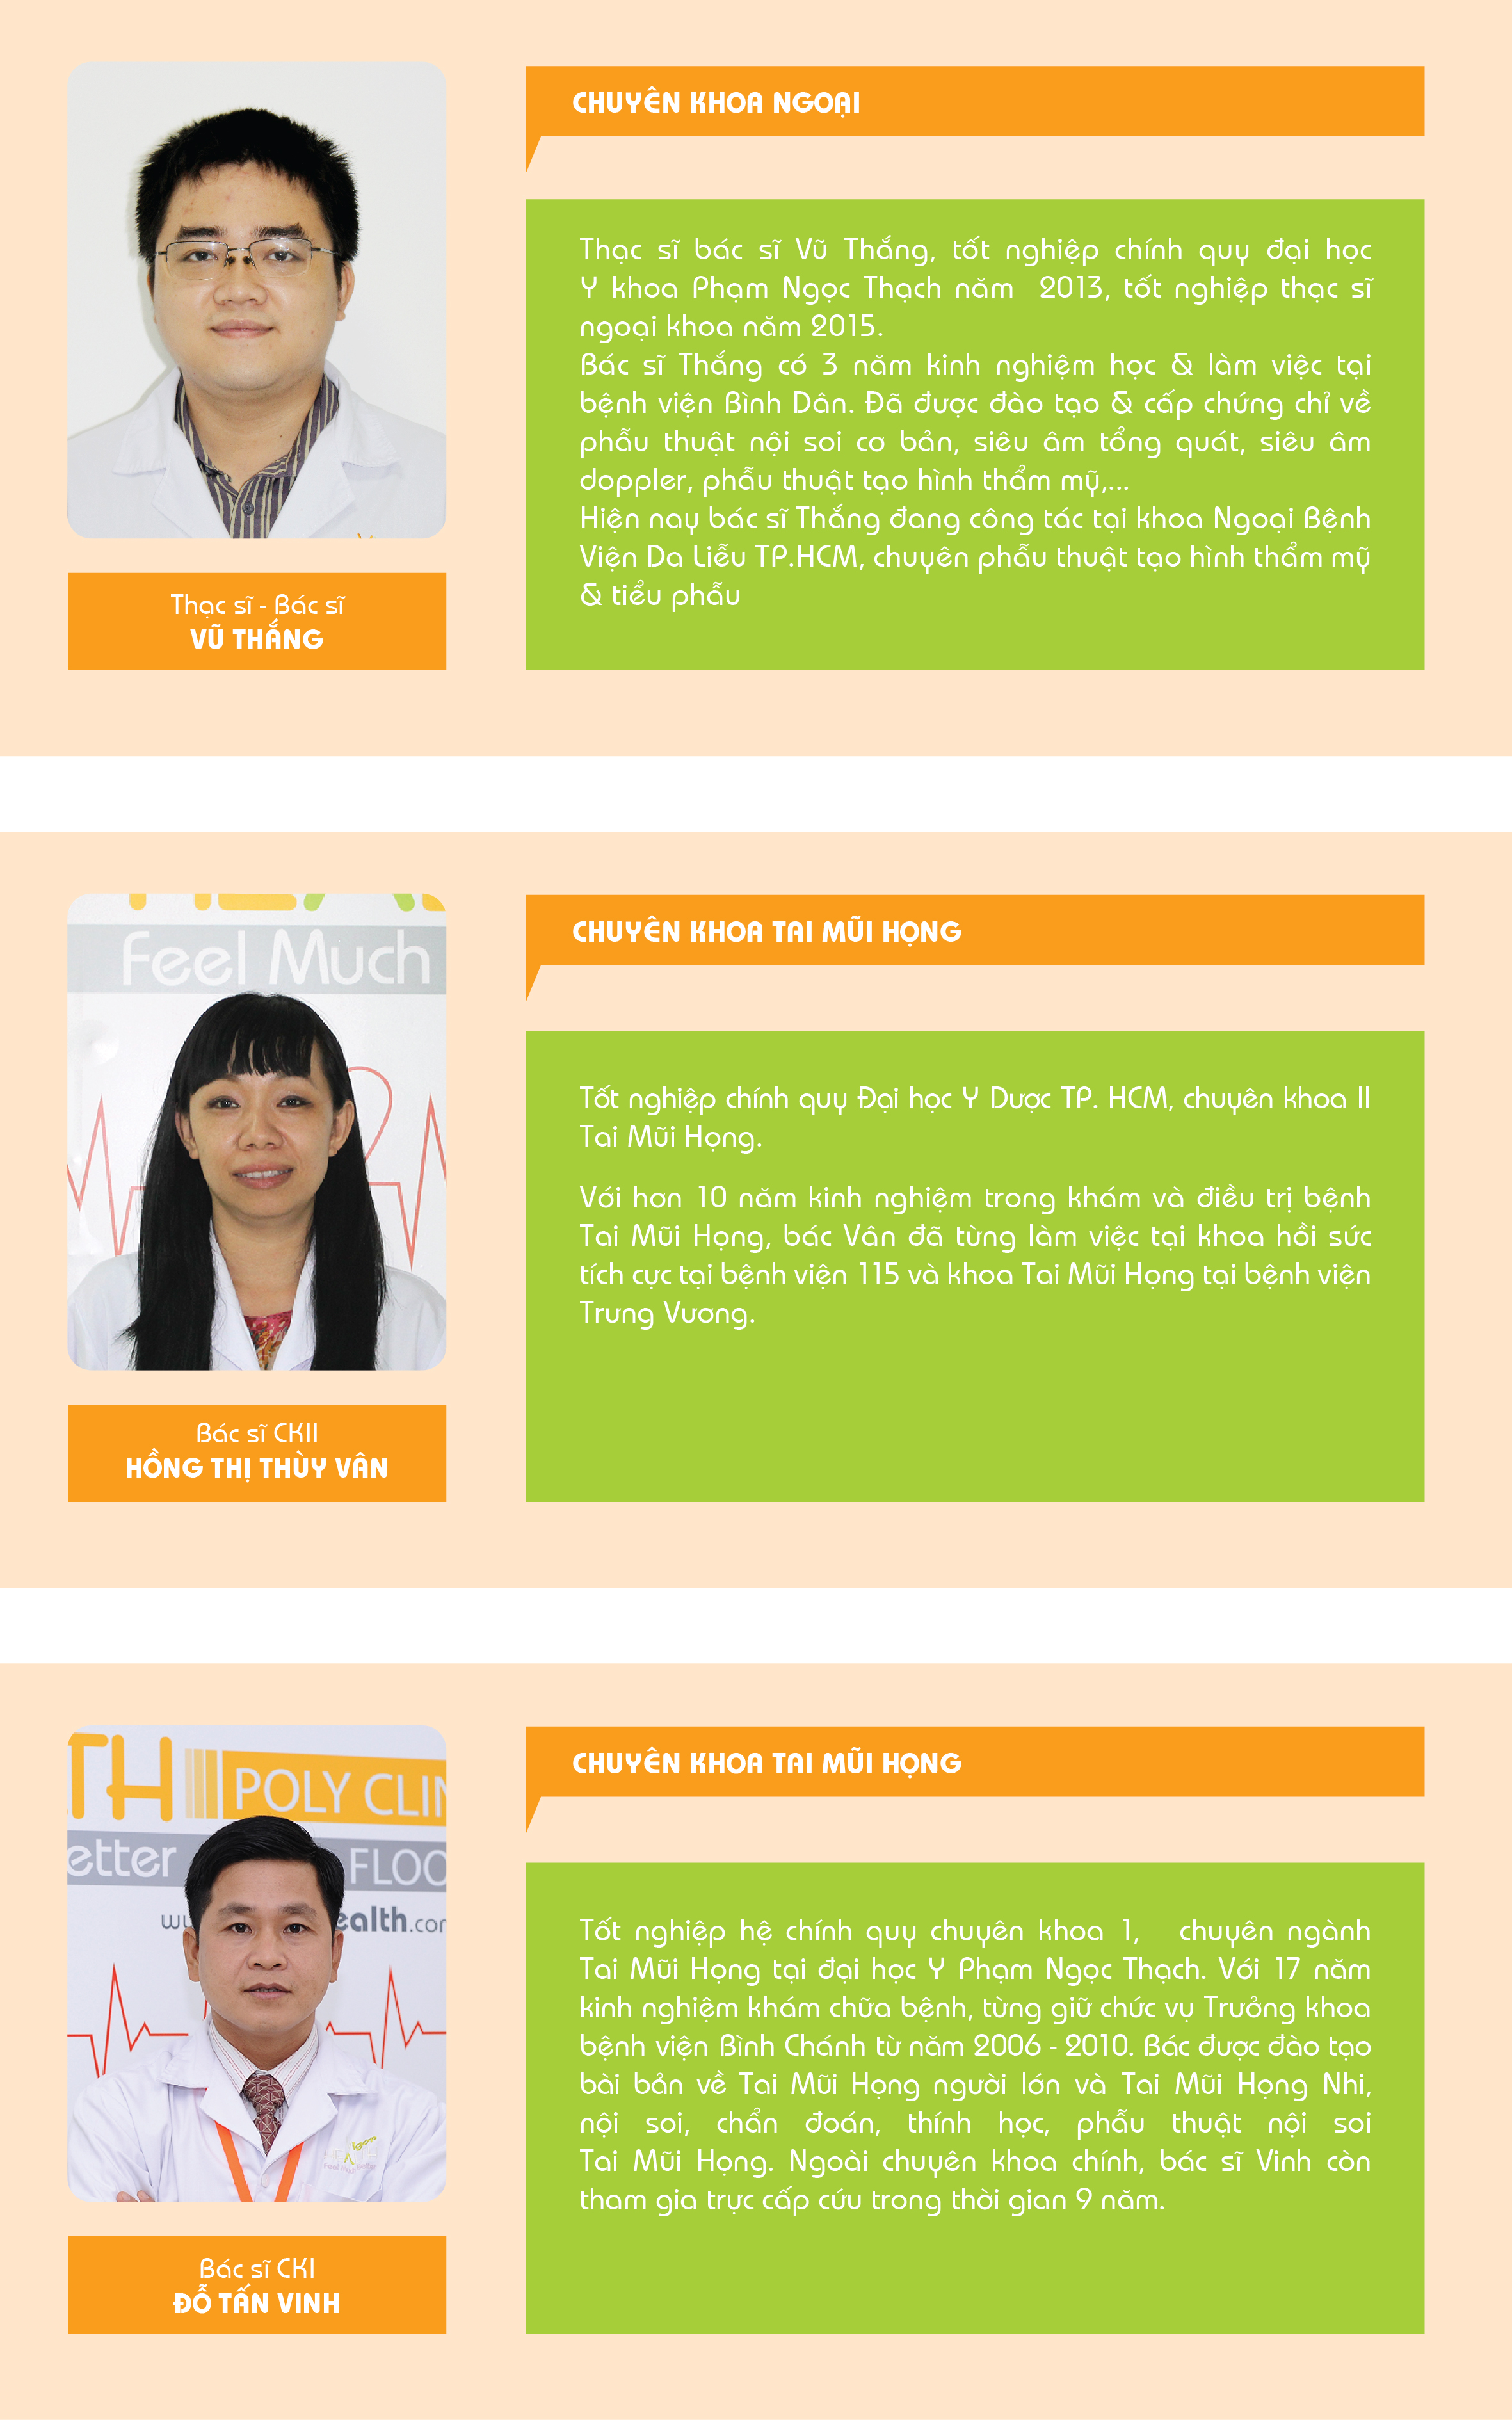 CHUYÊN KHOA NGOẠI
Thạc sĩ bác sĩ Vũ Thắng, tốt nghiệp chính quy đại học
Y khoa Phạm Ngọc Thạch năm 2013, tốt nghiệp thạc sĩ
ngoại khoa năm 2015.
Bác sĩ Thắng có 3 năm kinh nghiệm học & làm việc tại
bệnh viện Bình Dân. Đã được đào tạo & cấp chứng chỉ về
phẫu thuật nội soi cơ bản, siêu âm tổng quát, siêu âm
doppler, phẫu thuật tạo hình thẩm mỹ,...
Hiện nay bác sĩ Thắng đang công tác tại khoa Ngoại Bệnh
Viện Da Liễu TP.HCM, chuyên phẫu thuật tạo hình thẩm mỹ
& tiểu phẫu
Thạc sĩ - Bác sĩ
VŨ THẮNG
Feel Much
CHUYÊN KHOA TAI MŨI HỌNG
Tốt nghiệp chính quy Đại học Y Dược TP. HCM, chuyên khoa II
Tai Mũi Họng.
Với hơn 10 năm kinh nghiệm trong khám và điều trị bệnh
Tai Mũi Họng, bác Vân đã từng làm việc tại khoa hồi sức
tích cực tại bệnh viện 115 và khoa Tai Mũi Họng tại bệnh viện
Trưng Vương.
Bác sĩ CKII
HỒNG THỊ THÙY VÂN
TH POLY CLIN
etter FLOO
ealth.com
CHUYÊN KHOA TAI MŨI HỌNG
Tốt nghiệp hệ chính quy chuyên khoa 1, chuyên ngành
Tai Mũi Họng tại đại học Y Phạm Ngọc Thạch. Với 17 năm
kinh nghiệm khám chữa bệnh, từng giữ chức vụ Trưởng khoa
bệnh viện Bình Chánh từ năm 2006 - 2010. Bác được đào tạo
bài bản về Tai Mũi Họng người lớn và Tai Mũi Họng Nhi,
nội soi, chẩn đoán, thính học, phẫu thuật nội soi
Tai Mũi Họng. Ngoài chuyên khoa chính, bác sĩ Vinh còn
tham gia trực cấp cứu trong thời gian 9 năm.
Bác sĩ CKI
ĐỖ TẤN VINH